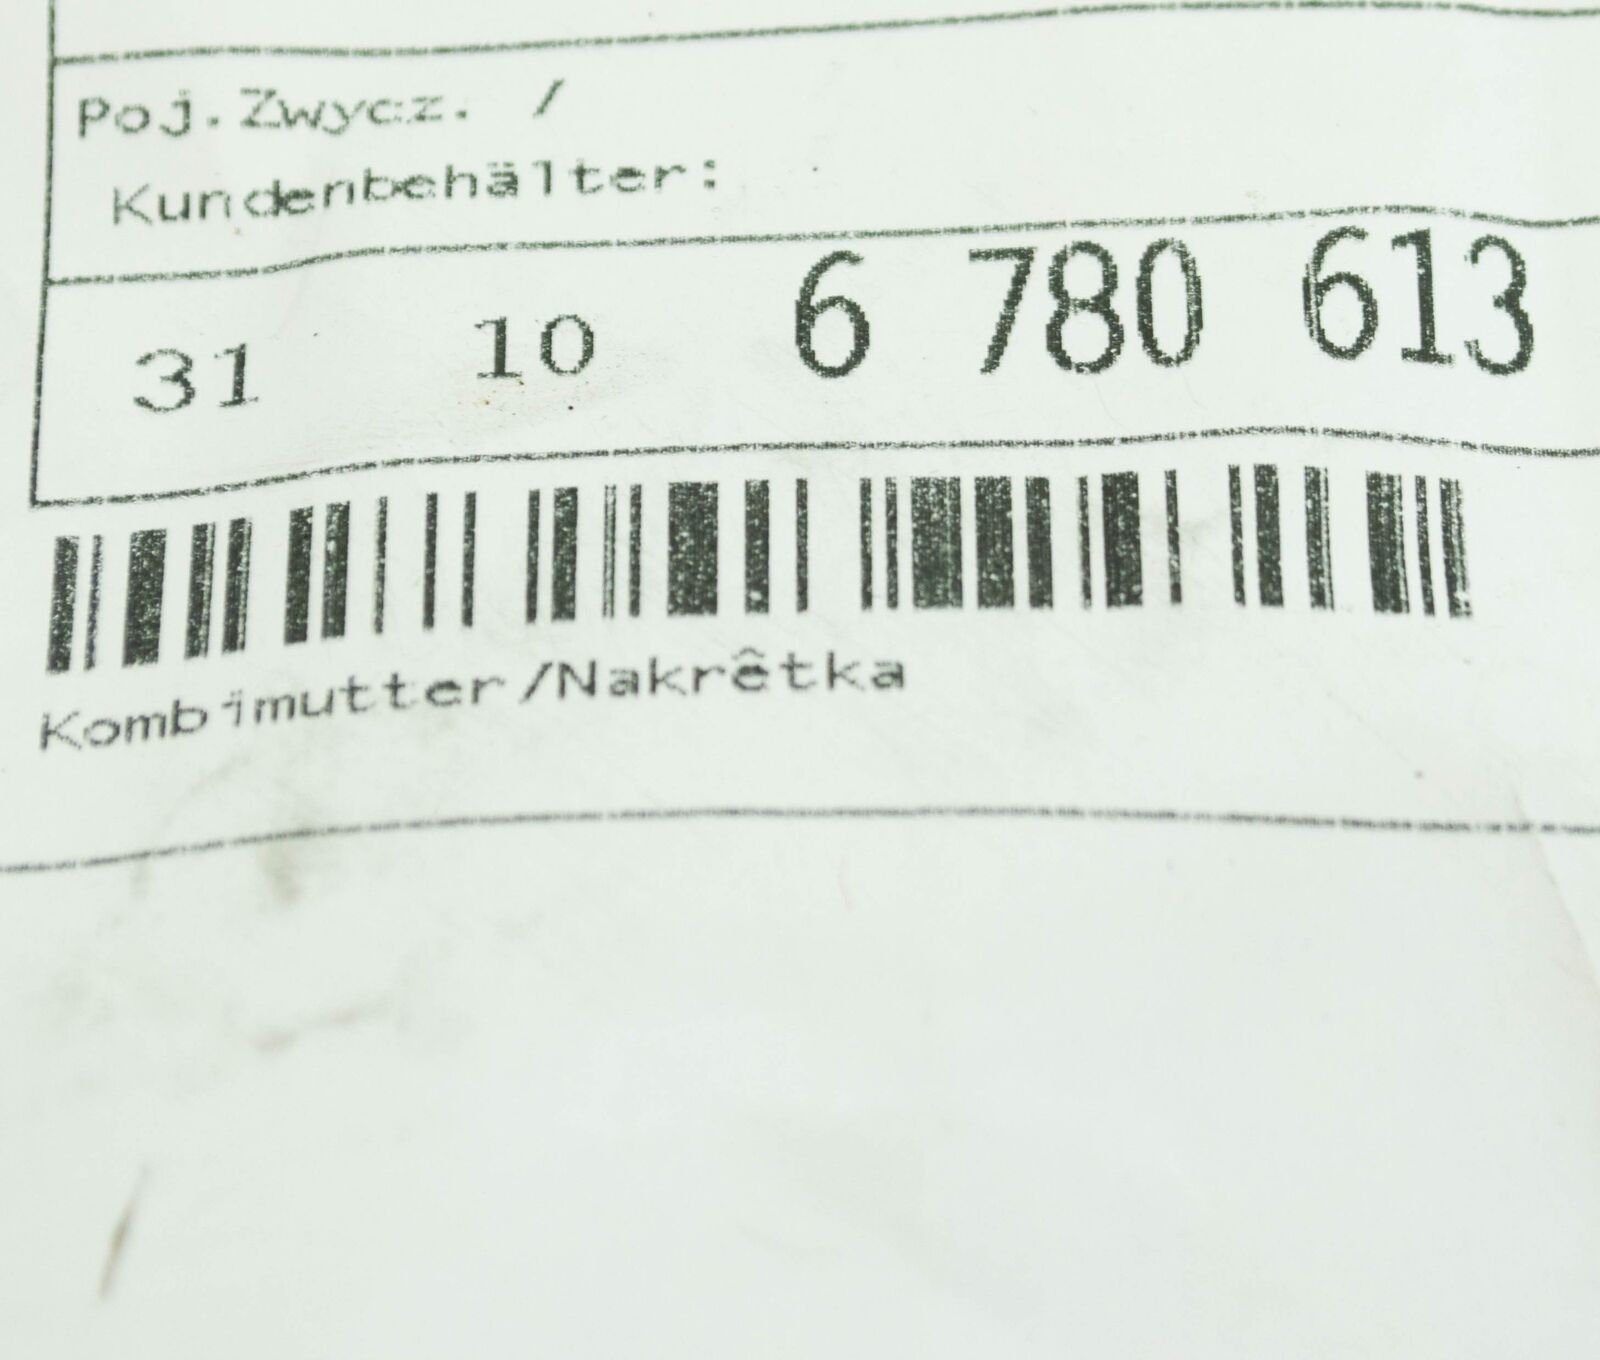 Poj.Zwycz. /
Kundenbehälter:
31 10 6 780 613
Kombimutter/Nakrêtka